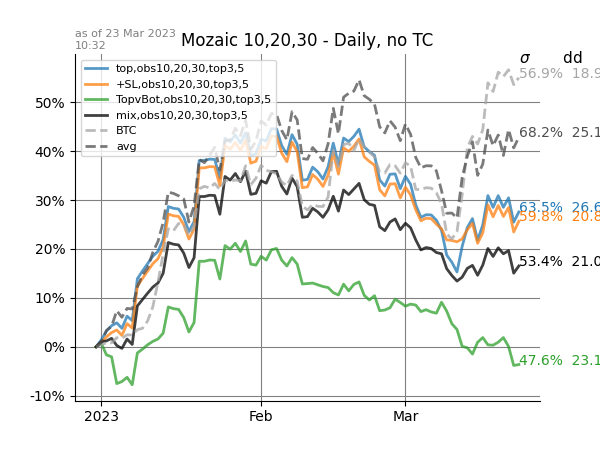 as of 23 Mar 2023
10:32
Mozaic 10,20,30 - Daily, no TC
σ dd
top,obs10,20,30,top3,5
+SL,obs10,20,30,top3,5
TopvBot,obs10,20,30,top3,5
mix,obs10,20,30,top3,5
BTC
avg
56.9% 18.9
68.2% 25.1
63.5% 26.6
59.8% 20.8
53.4% 21.0
47.6% 23.1
50%
40%
30%
20%
10%
0%
-10%
2023 Feb Mar